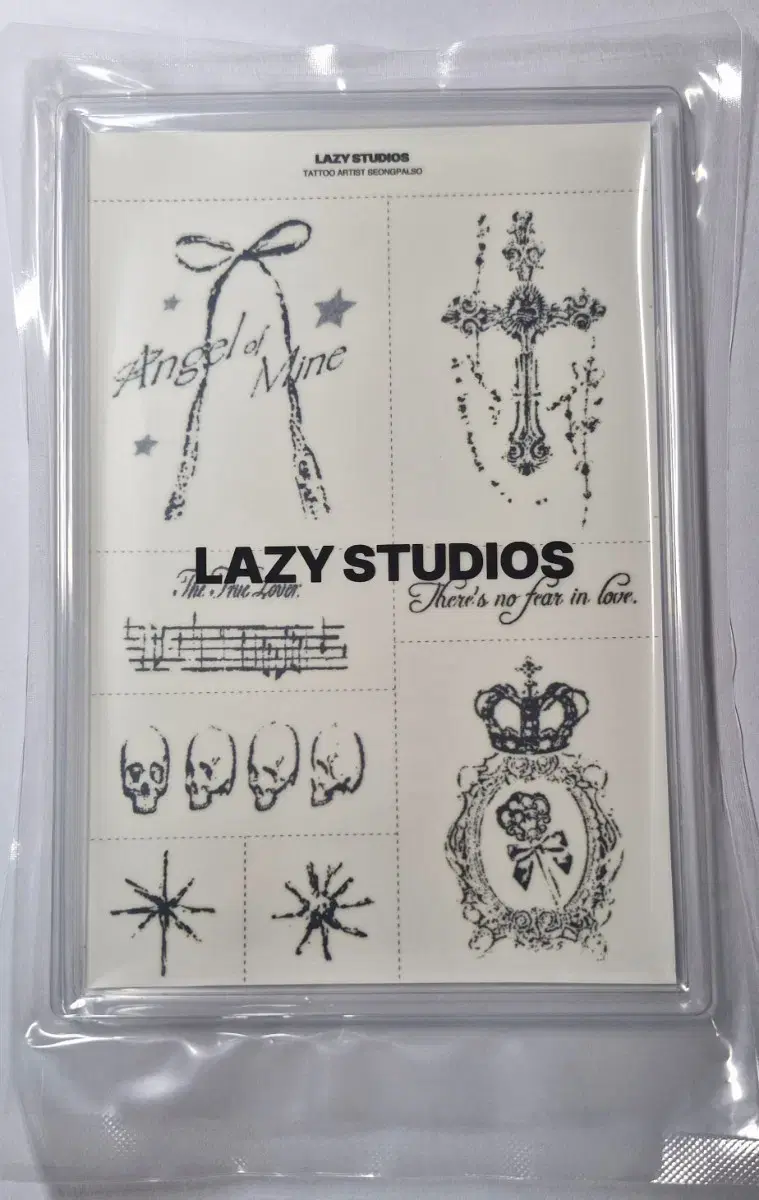 LAZY STUDIOS
TATTOO ARTIST SEONGPALSO
Angel of Mine
LAZY STUDIOS
The True Lover.
There's no fear in love.